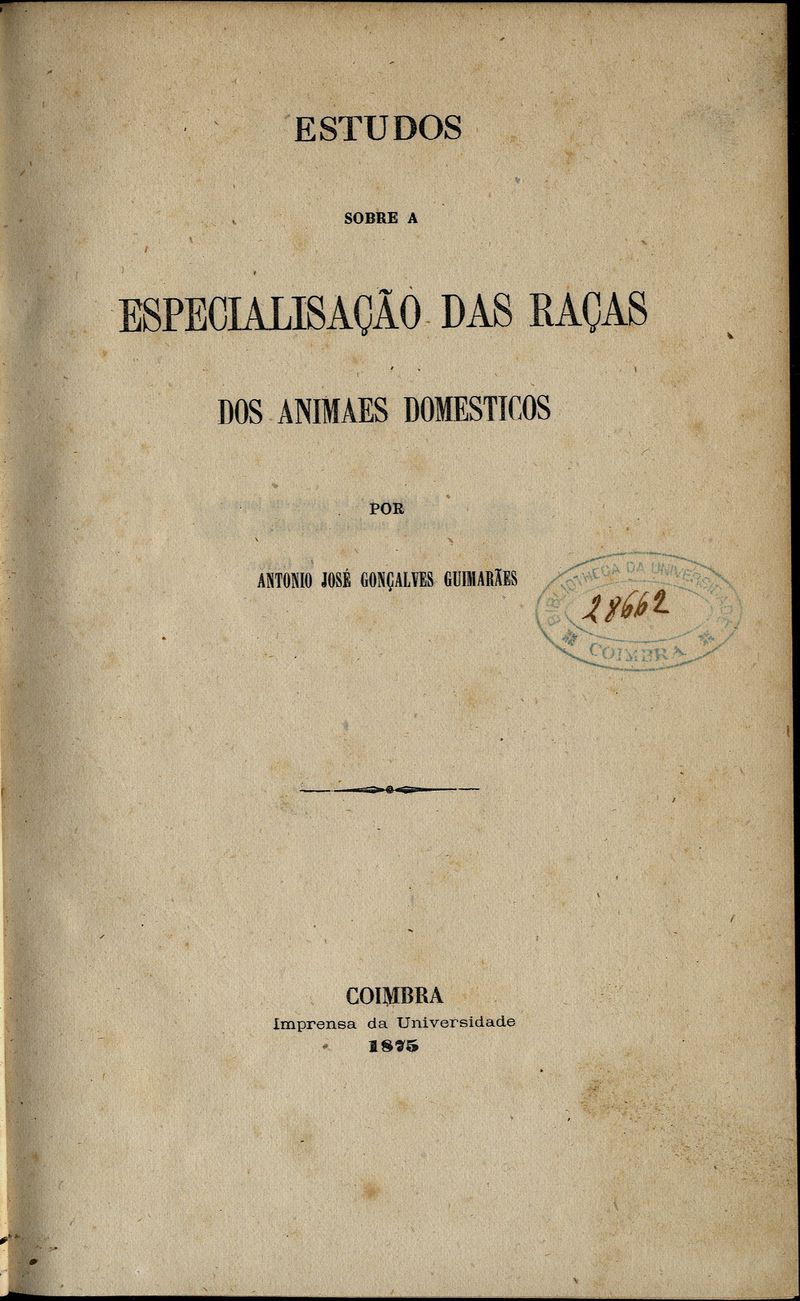 ESTUDOS
SOBRE A
ESPECIALISAÇÃO DAS RAÇAS
DOS ANIMAES DOMESTICOS
POR
ANTONIO JOSÉ GONÇALVES GUIMARÃES
BIBLIOTHECA DA UNIVERSIDADE
28662
COIMBRA
COIMBRA
Imprensa da Universidade
1875